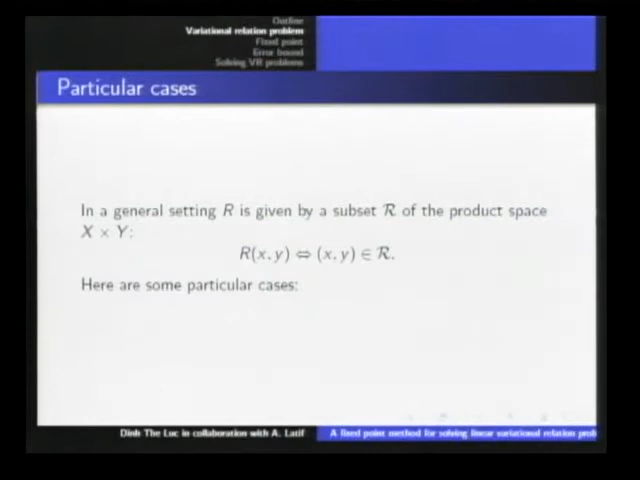 Outline
Variational relation problem
Fixed point
Error bound
Solving VR problems
Particular cases
In a general setting R is given by a subset ℛ of the product space
X × Y:
R(x, y) ⇔ (x, y) ∈ ℛ.
Here are some particular cases:
Dinh The Luc in collaboration with A. Latif
A fixed point method for solving linear variational relation prob